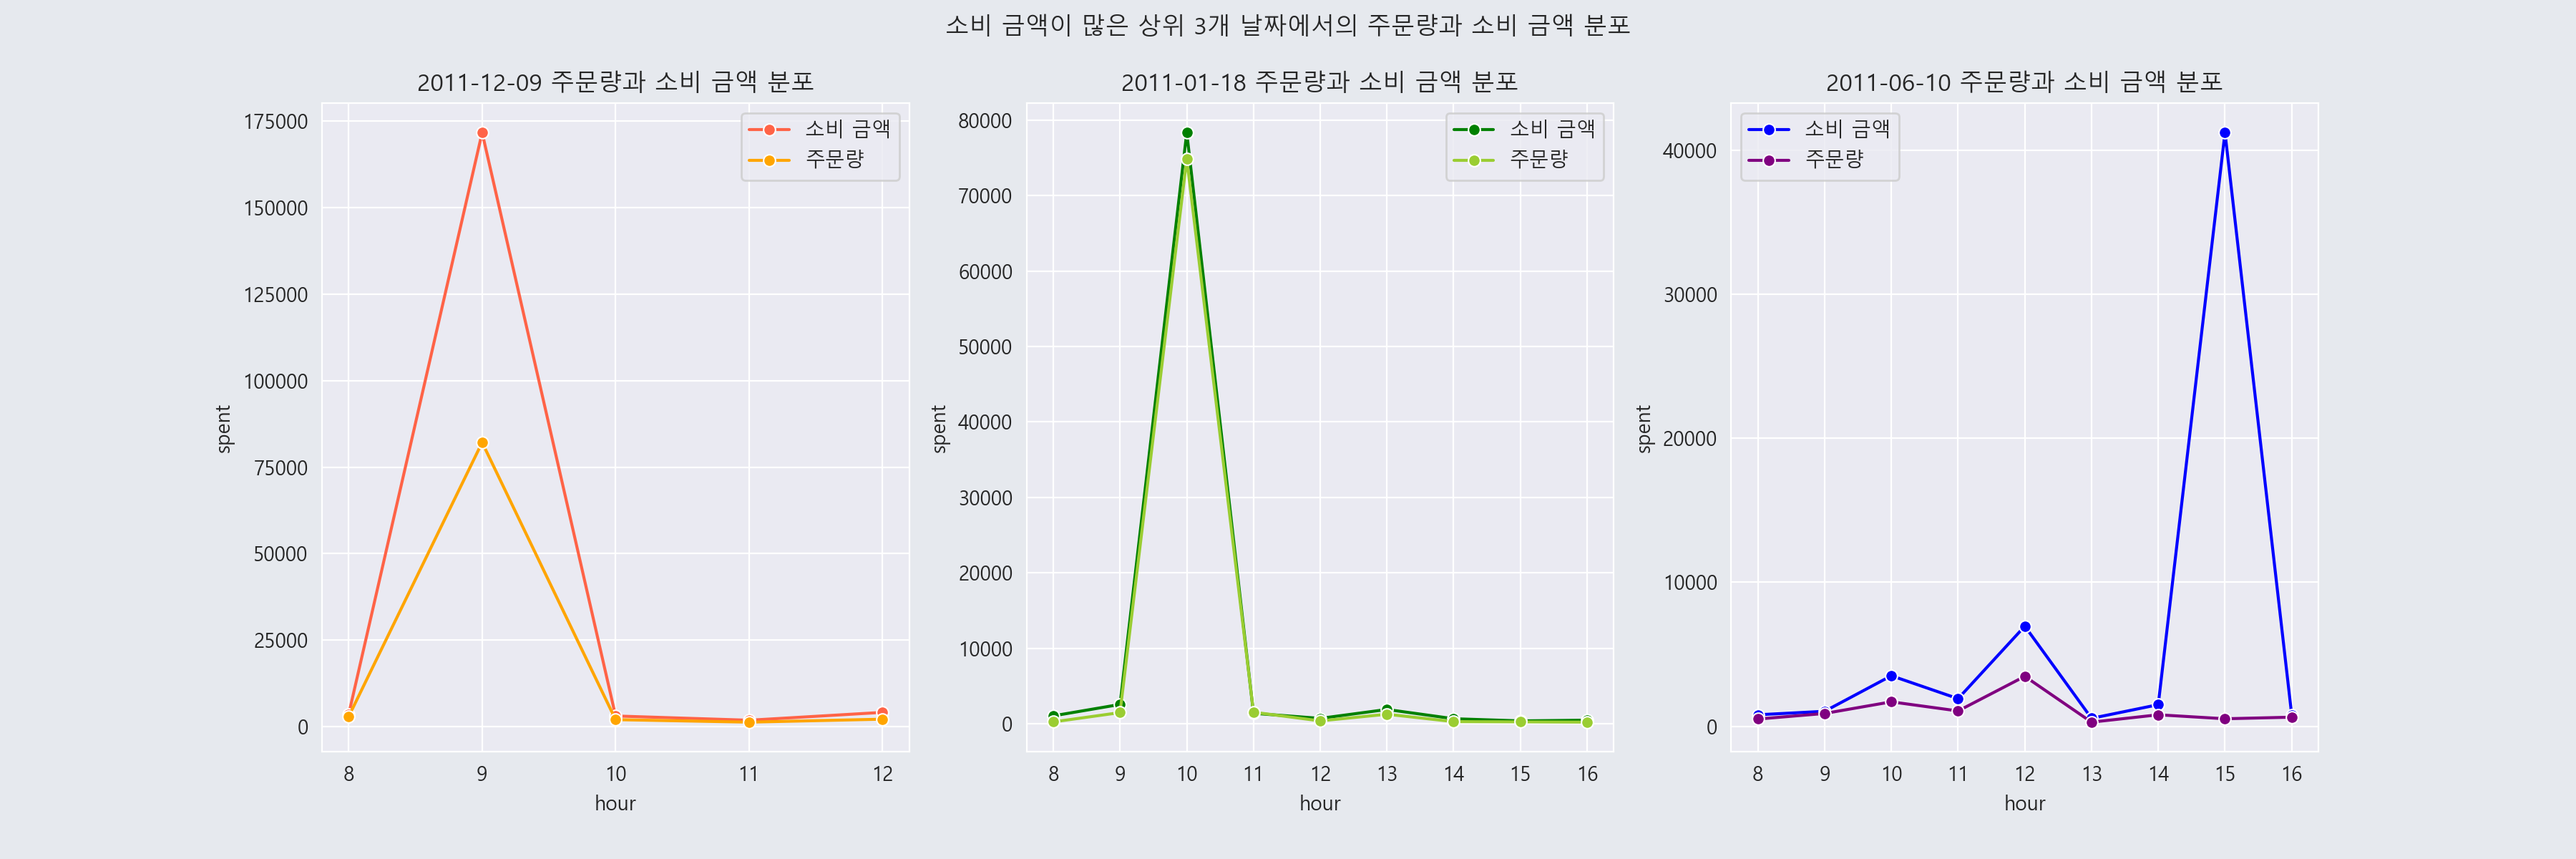 소비 금액이 많은 상위 3개 날짜에서의 주문량과 소비 금액 분포
2011-12-09 주문량과 소비 금액 분포
소비 금액
주문량
175000
150000
125000
100000
75000
50000
25000
0
spent
8 9 10 11 12
hour
2011-01-18 주문량과 소비 금액 분포
소비 금액
주문량
80000
70000
60000
50000
40000
30000
20000
10000
0
spent
8 9 10 11 12 13 14 15 16
hour
2011-06-10 주문량과 소비 금액 분포
소비 금액
주문량
40000
30000
20000
10000
0
spent
8 9 10 11 12 13 14 15 16
hour